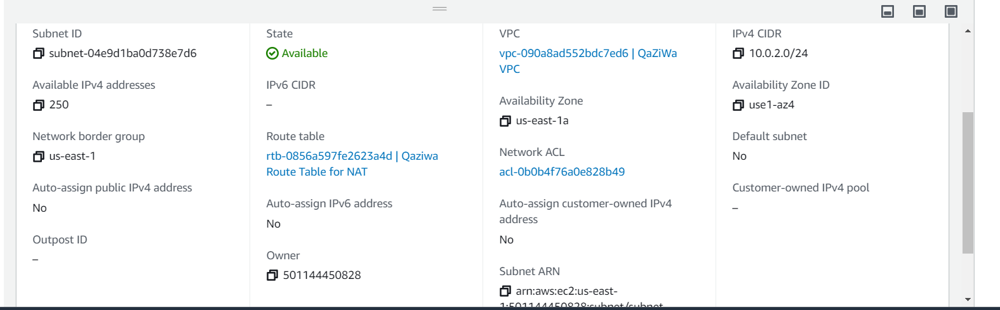 Subnet ID
subnet-04e9d1ba0d738e7d6
Available IPv4 addresses
250
Network border group
us-east-1
Auto-assign public IPv4 address
No
Outpost ID
–
State
Available
IPv6 CIDR
–
Route table
rtb-0856a597fe2623a4d | Qaziwa
Route Table for NAT
Auto-assign IPv6 address
No
Owner
501144450828
VPC
vpc-090a8ad552bdc7ed6 | QaZiWa
VPC
Availability Zone
us-east-1a
Network ACL
acl-0b0b4f76a0e828b49
Auto-assign customer-owned IPv4
address
No
Subnet ARN
arn:aws:ec2:us-east-
1:501144450828:subnet/subnet-
IPv4 CIDR
10.0.2.0/24
Availability Zone ID
use1-az4
Default subnet
No
Customer-owned IPv4 pool
–